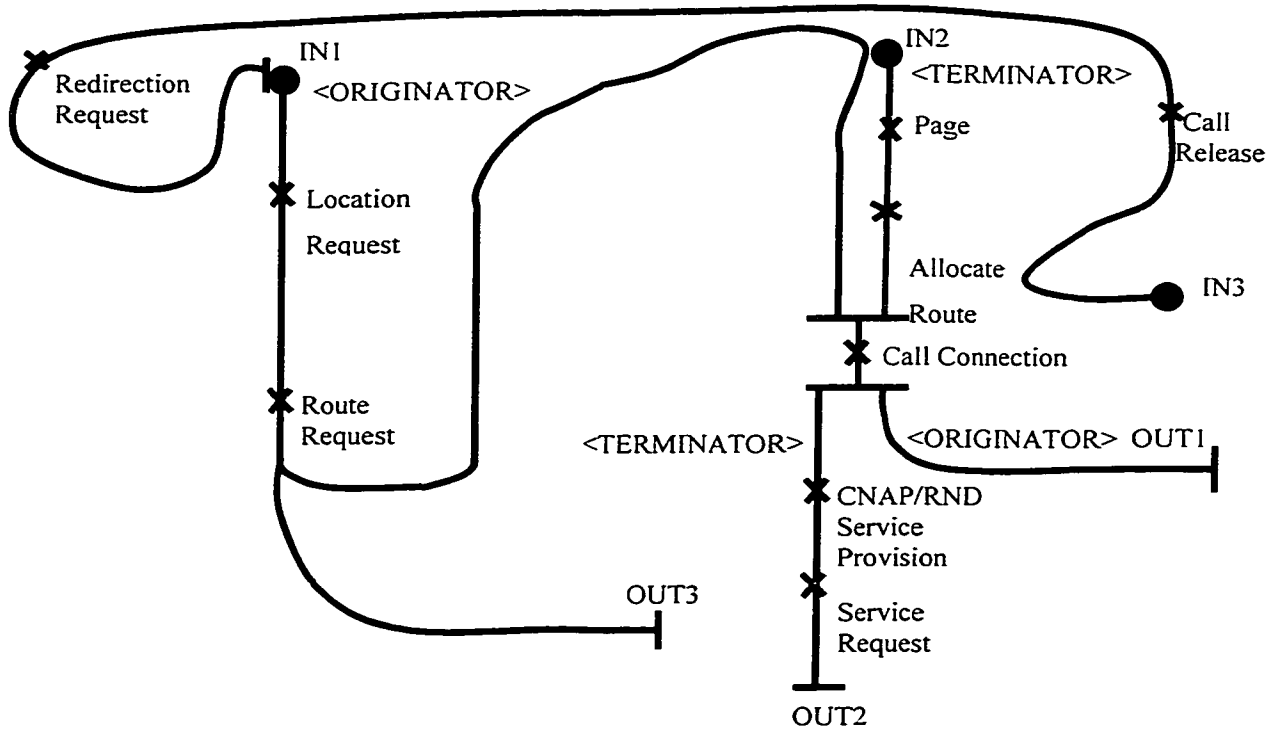 IN1
IN2
Redirection
Request
<ORIGINATOR>
<TERMINATOR>
Page
Call
Release
Location
Request
Allocate
Route
IN3
Call Connection
Route
Request
<TERMINATOR>
<ORIGINATOR> OUT1
CNAP/RND
Service
Provision
OUT3
Service
Request
OUT2